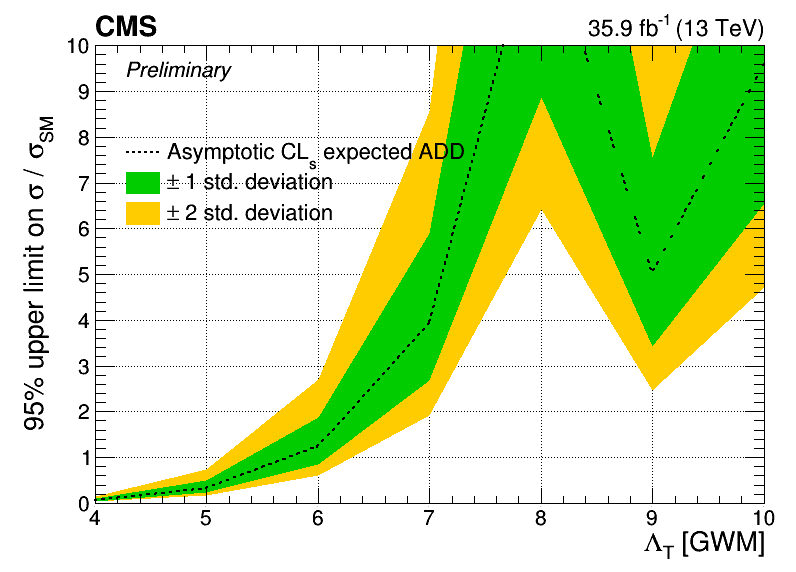 CMS
35.9 fb-1 (13 TeV)
Preliminary
Asymptotic CLs expected ADD
± 1 std. deviation
± 2 std. deviation
95% upper limit on σ / σSM
10
9
8
7
6
5
4
3
2
1
0
4 5 6 7 8 9 10
ΛT [GWM]